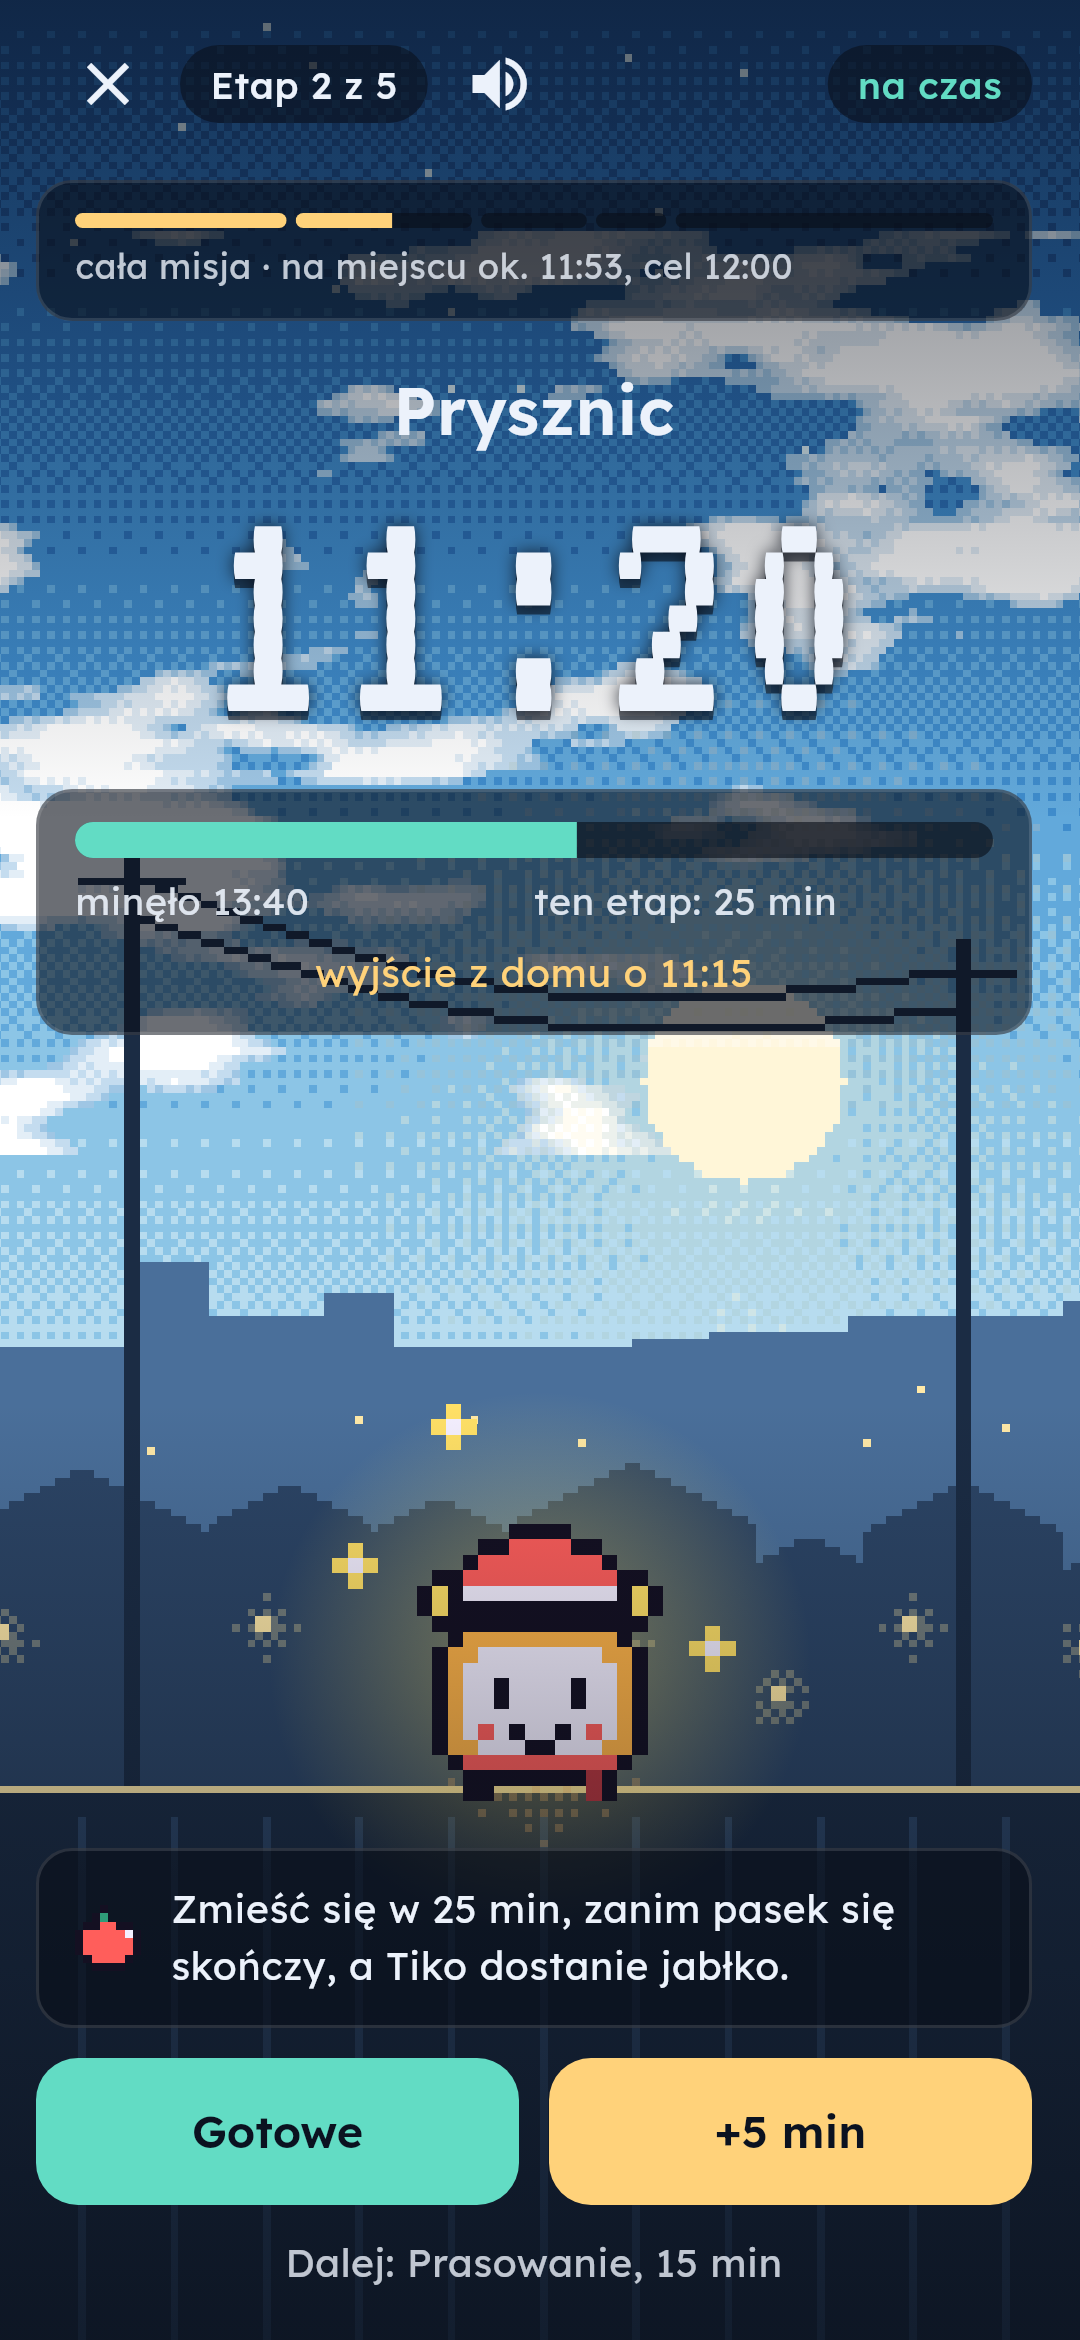 Etap 2 z 5
na czas
cała misja · na miejscu ok. 11:53, cel 12:00
Prysznic
11:20
minęło 13:40
ten etap: 25 min
wyjście z domu o 11:15
Zmieść się w 25 min, zanim pasek się
skończy, a Tiko dostanie jabłko.
Gotowe
+5 min
Dalej: Prasowanie, 15 min